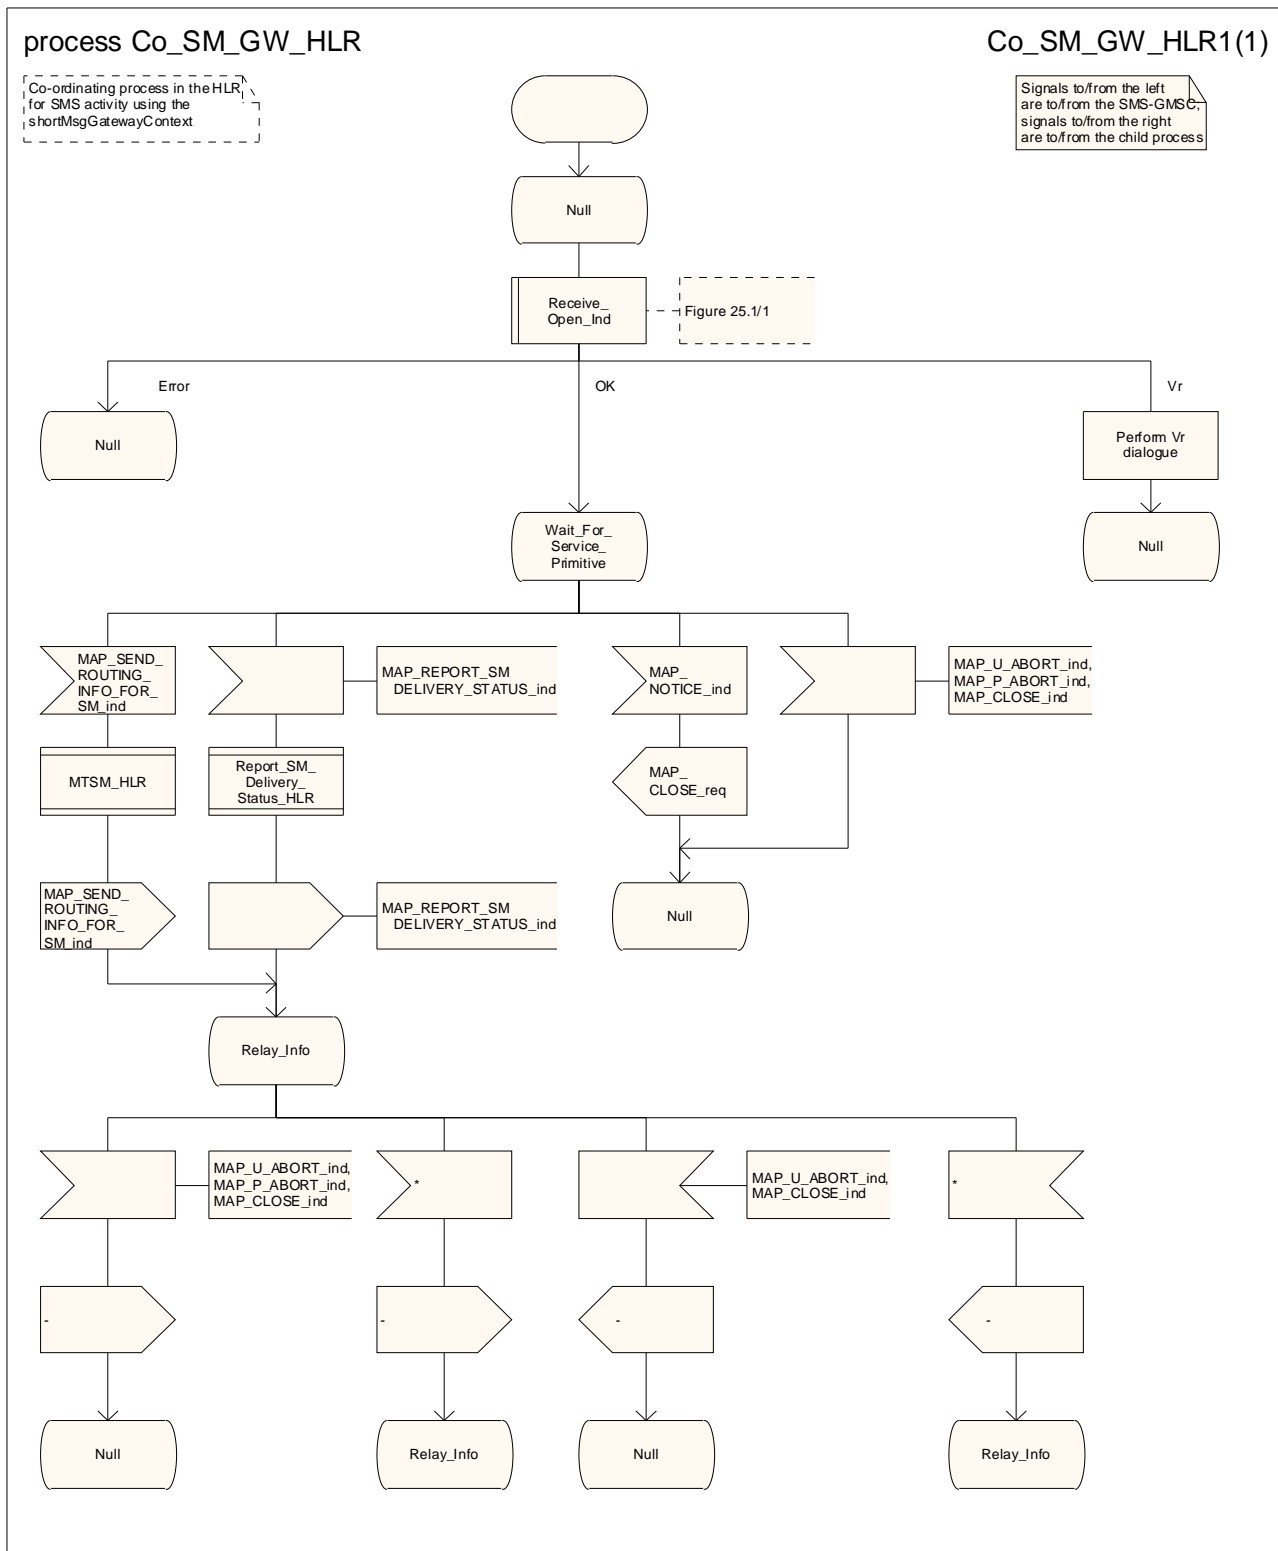 process Co_SM_GW_HLR
Co_SM_GW_HLR1(1)
Co-ordinating process in the HLR
for SMS activity using the
shortMsgGatewayContext
Signals to/from the left
are to/from the SMS-GMSC;
signals to/from the right
are to/from the child process
Null
Receive_
Open_Ind
Figure 25.1/1
Error
OK
Vr
Null
Perform Vr
dialogue
Wait_For_
Service_
Primitive
Null
MAP_SEND_
ROUTING_
INFO_FOR_
SM_ind
MAP_REPORT_SM
DELIVERY_STATUS_ind
MAP_
NOTICE_ind
MAP_U_ABORT_ind,
MAP_P_ABORT_ind,
MAP_CLOSE_ind
MTSM_HLR
Report_SM_
Delivery_
Status_HLR
MAP_
CLOSE_req
MAP_SEND_
ROUTING_
INFO_FOR_
SM_ind
MAP_REPORT_SM
DELIVERY_STATUS_ind
Null
Relay_Info
MAP_U_ABORT_ind,
MAP_P_ABORT_ind,
MAP_CLOSE_ind
*
MAP_U_ABORT_ind,
MAP_CLOSE_ind
*
-
-
-
-
Null
Relay_Info
Null
Relay_Info